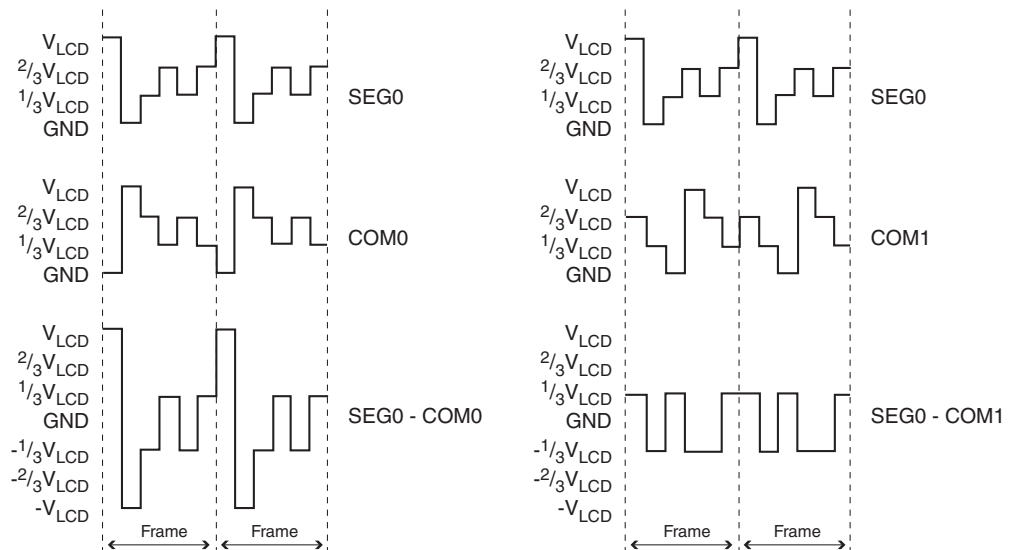 V_LCD
2/3V_LCD
1/3V_LCD
GND
SEG0
V_LCD
2/3V_LCD
1/3V_LCD
GND
COM0
V_LCD
2/3V_LCD
1/3V_LCD
GND
-1/3V_LCD
-2/3V_LCD
-V_LCD
SEG0 - COM0
Frame
Frame
V_LCD
2/3V_LCD
1/3V_LCD
GND
SEG0
V_LCD
2/3V_LCD
1/3V_LCD
GND
COM1
V_LCD
2/3V_LCD
1/3V_LCD
GND
-1/3V_LCD
-2/3V_LCD
-V_LCD
SEG0 - COM1
Frame
Frame